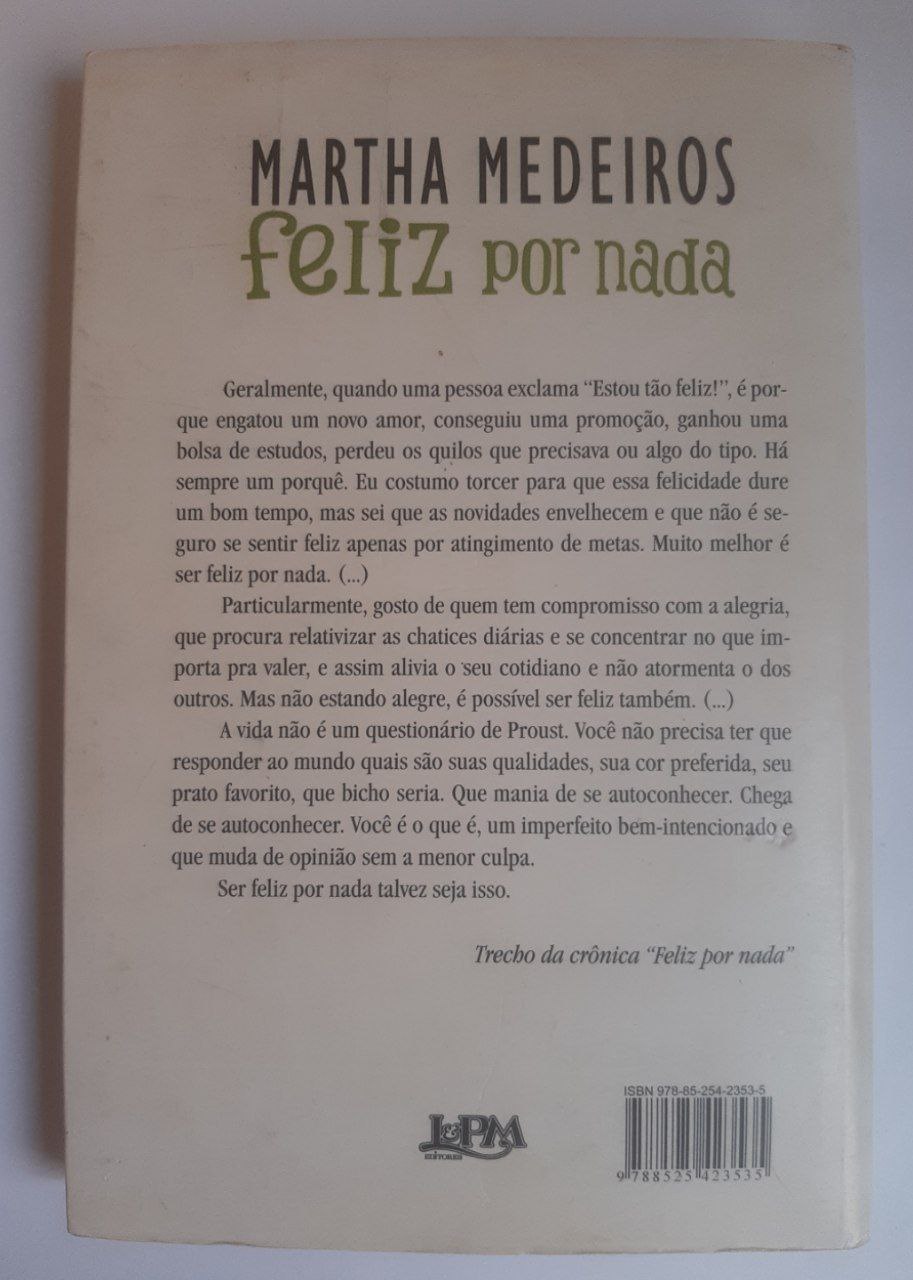 MARTHA MEDEIROS
feliz por nada
Geralmente, quando uma pessoa exclama “Estou tão feliz!”, é por-
que engatou um novo amor, conseguiu uma promoção, ganhou uma
bolsa de estudos, perdeu os quilos que precisava ou algo do tipo. Há
sempre um porquê. Eu costumo torcer para que essa felicidade dure
um bom tempo, mas sei que as novidades envelhecem e que não é se-
guro se sentir feliz apenas por atingimento de metas. Muito melhor é
ser feliz por nada. (...)
Particularmente, gosto de quem tem compromisso com a alegria,
que procura relativizar as chatices diárias e se concentrar no que im-
porta pra valer, e assim alivia o seu cotidiano e não atormenta o dos
outros. Mas não estando alegre, é possível ser feliz também. (...)
A vida não é um questionário de Proust. Você não precisa ter que
responder ao mundo quais são suas qualidades, sua cor preferida, seu
prato favorito, que bicho seria. Que mania de se autoconhecer. Chega
de se autoconhecer. Você é o que é, um imperfeito bem-intencionado e
que muda de opinião sem a menor culpa.
Ser feliz por nada talvez seja isso.
Trecho da crônica “Feliz por nada”
ISBN 978-85-254-2353-5
L&PM
EDITORES
9 788525 423535